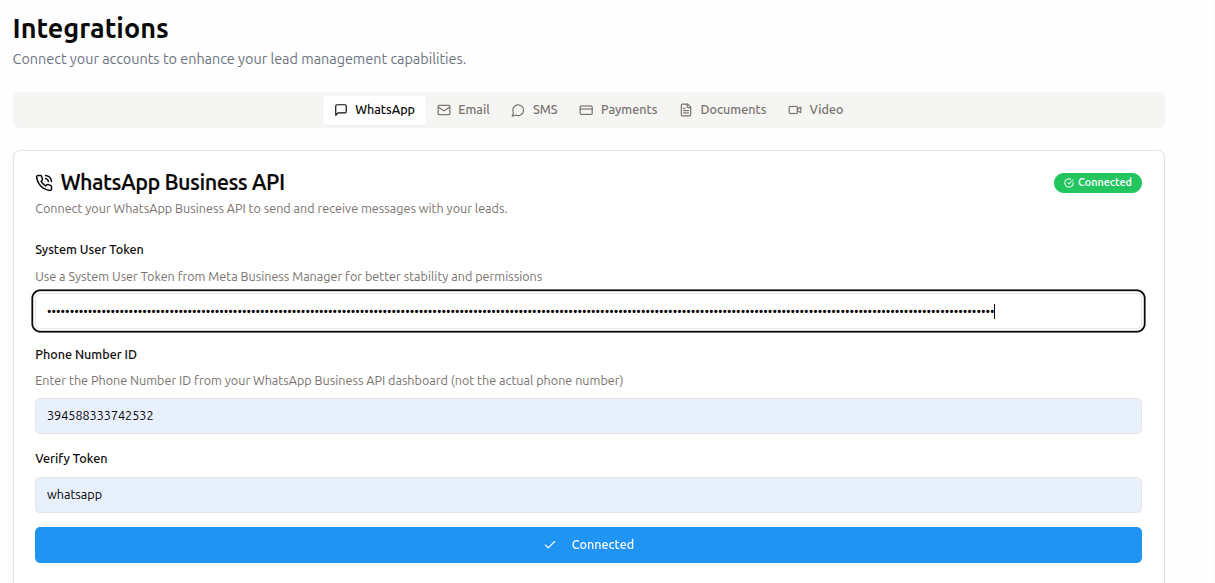 Integrations
Connect your accounts to enhance your lead management capabilities.
WhatsApp Email SMS Payments Documents Video
WhatsApp Business API
Connected
Connect your WhatsApp Business API to send and receive messages with your leads.
System User Token
Use a System User Token from Meta Business Manager for better stability and permissions
Phone Number ID
Enter the Phone Number ID from your WhatsApp Business API dashboard (not the actual phone number)
394588333742532
Verify Token
whatsapp
Connected